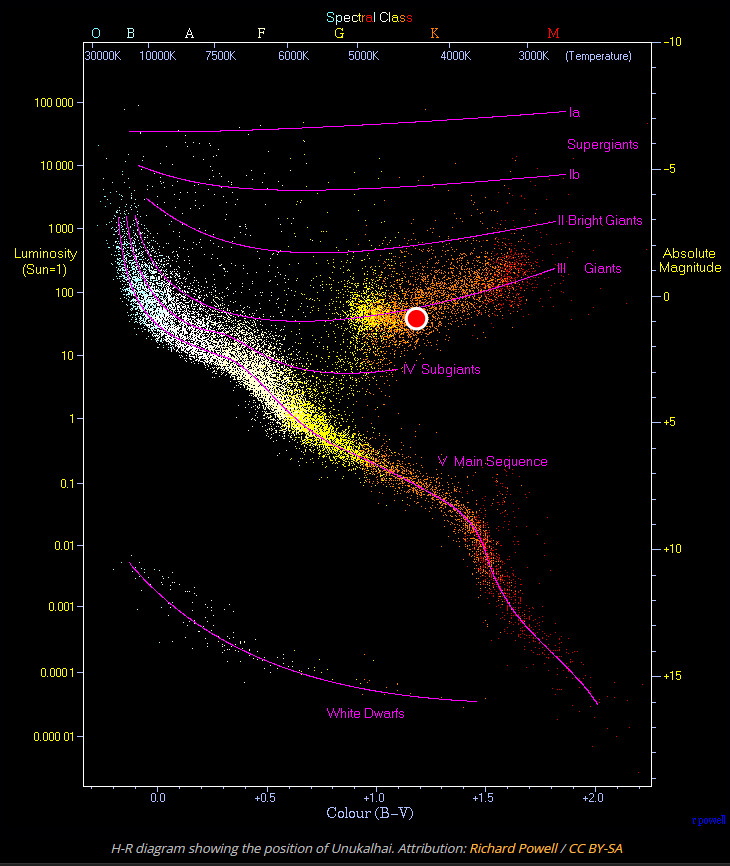 Spectral Class
O B A F G K M
30000K 10000K 7500K 6000K 5000K 4000K 3000K (Temperature)
-10
100 000
Ia
Supergiants
10 000
-5
Ib
1000
II Bright Giants
Luminosity
(Sun=1)
Absolute
Magnitude
III Giants
100
0
10
IV Subgiants
1
+5
V Main Sequence
0.1
0.01
+10
0.001
0.0001
+15
White Dwarfs
0.000 01
0.0 +0.5 +1.0 +1.5 +2.0
Colour (B-V)
r powell
H-R diagram showing the position of Unukalhai. Attribution: Richard Powell / CC BY-SA